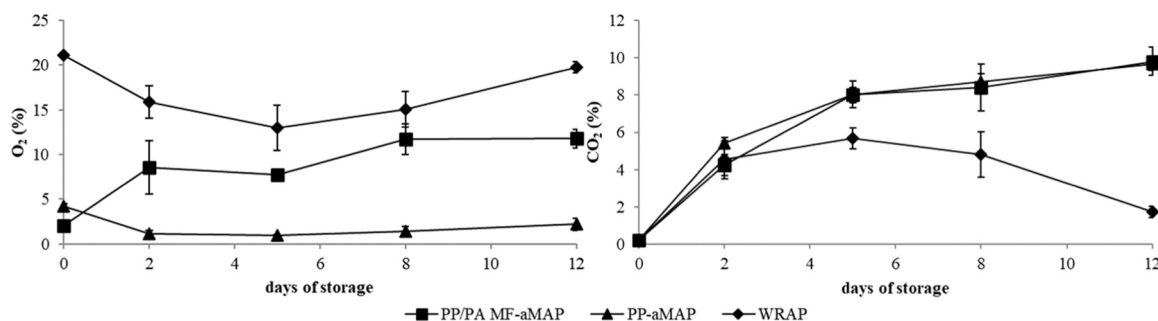 25
20
15
10
5
0
O₂ (%)
0 2 4 6 8 10 12
days of storage
12
10
8
6
4
2
0
CO₂ (%)
0 2 4 6 8 10 12
days of storage
PP/PA MF-aMAP PP-aMAP WRAP